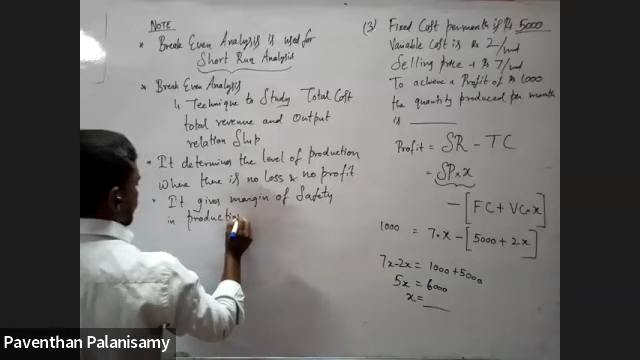 NOTE
* Break Even Analysis is used for
Short Run Analysis
* Break Even Analysis
↳ Technique to Study Total Cost
total revenue and output
relation Ship
* It determines the level of production
where there is no loss & no profit
* It gives margin of Safety
in production
(3) Fixed Cost per month is Rs 5000
Variable Cost is Rs 2/unit
Selling price is Rs 7/unit
To achieve a Profit of Rs 1000
the quantity produced per month
is ______
Profit = SR - TC
= SP.x
- [FC + VC.x]
1000 = 7.x - [5000 + 2x]
7x-2x = 1000+5000
5x = 6000
x = ____
Paventhan Palanisamy